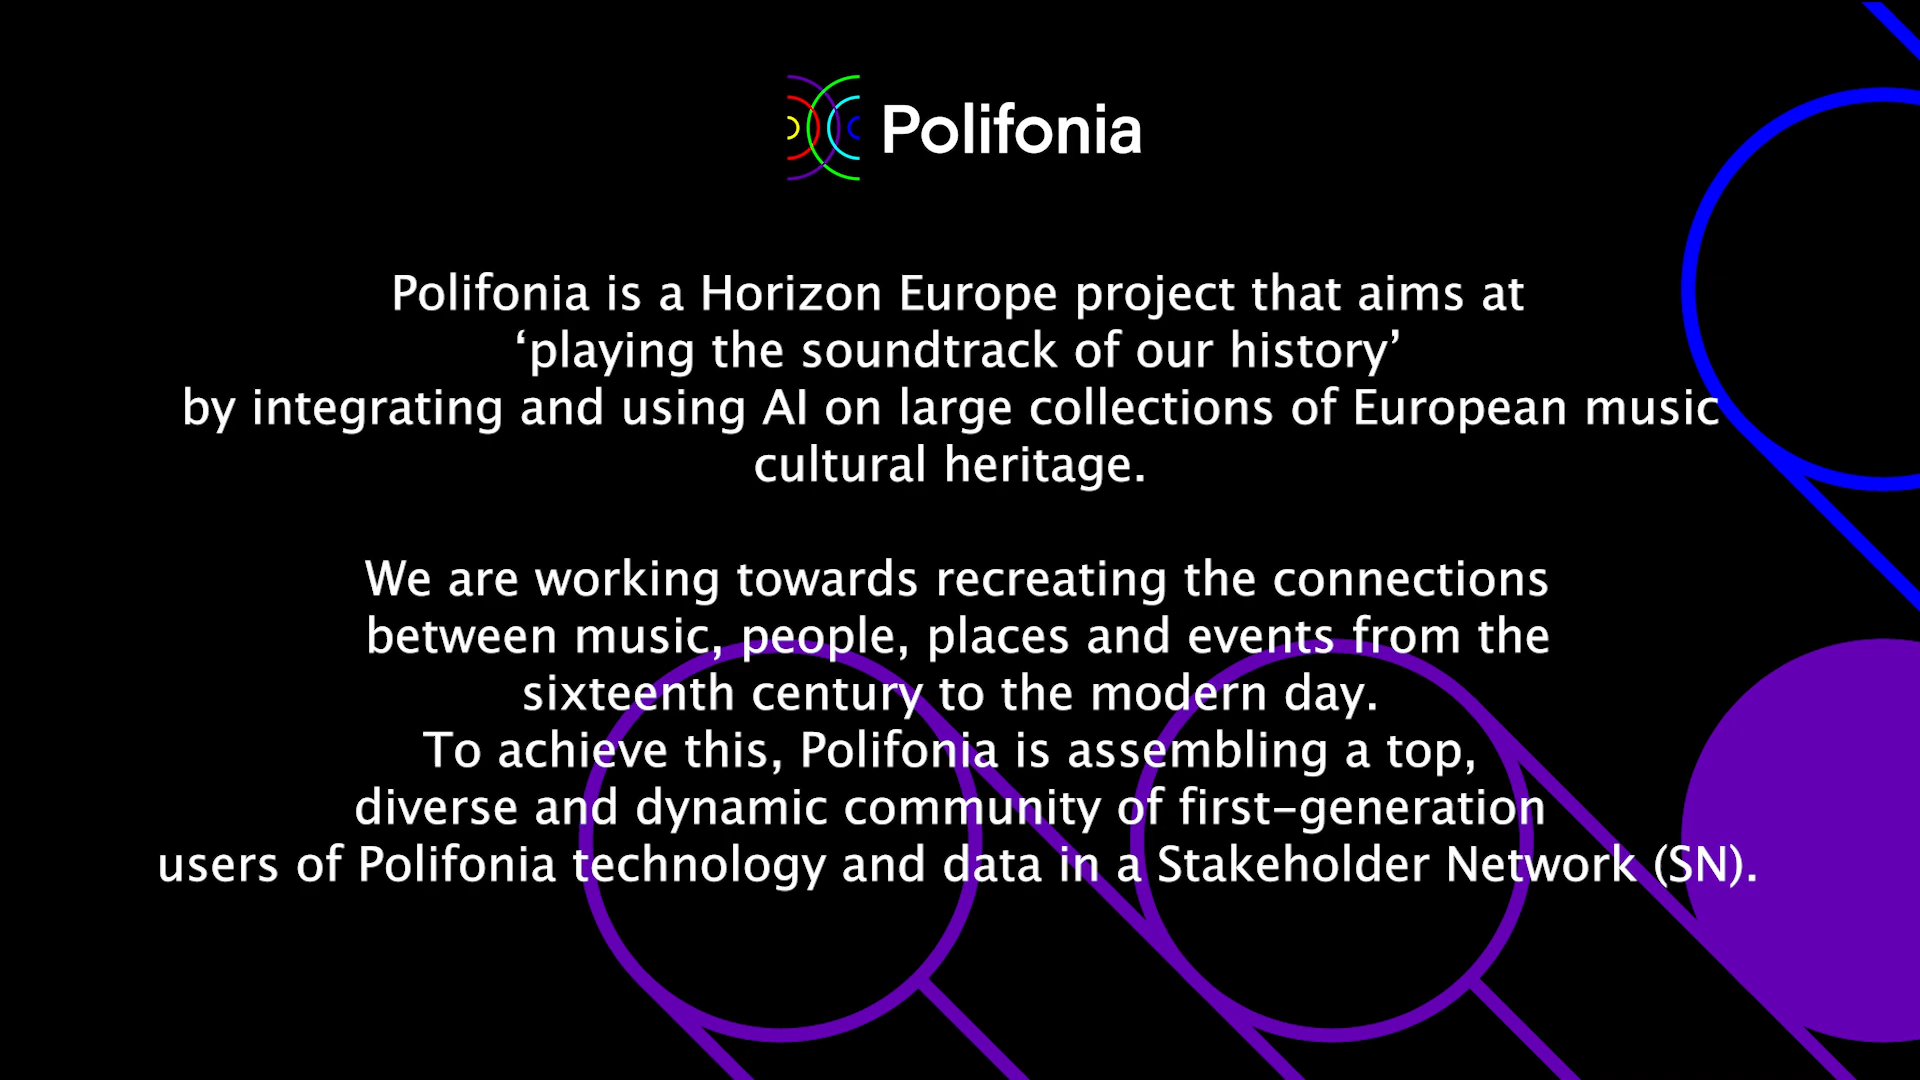 Polifonia
Polifonia is a Horizon Europe project that aims at
‘playing the soundtrack of our history’
by integrating and using AI on large collections of European music
cultural heritage.
We are working towards recreating the connections
between music, people, places and events from the
sixteenth century to the modern day.
To achieve this, Polifonia is assembling a top,
diverse and dynamic community of first-generation
users of Polifonia technology and data in a Stakeholder Network (SN).